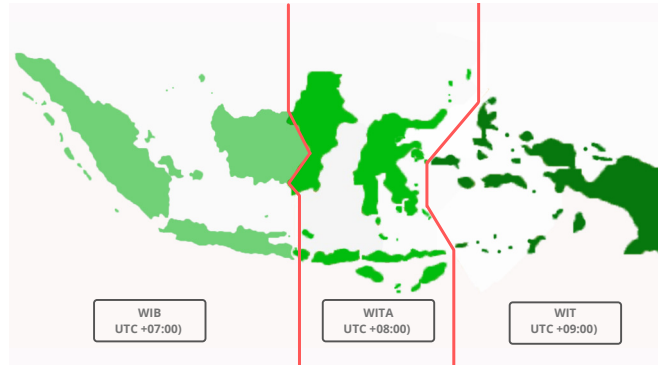 WIB
UTC +07:00)
WITA
UTC +08:00)
WIT
UTC +09:00)